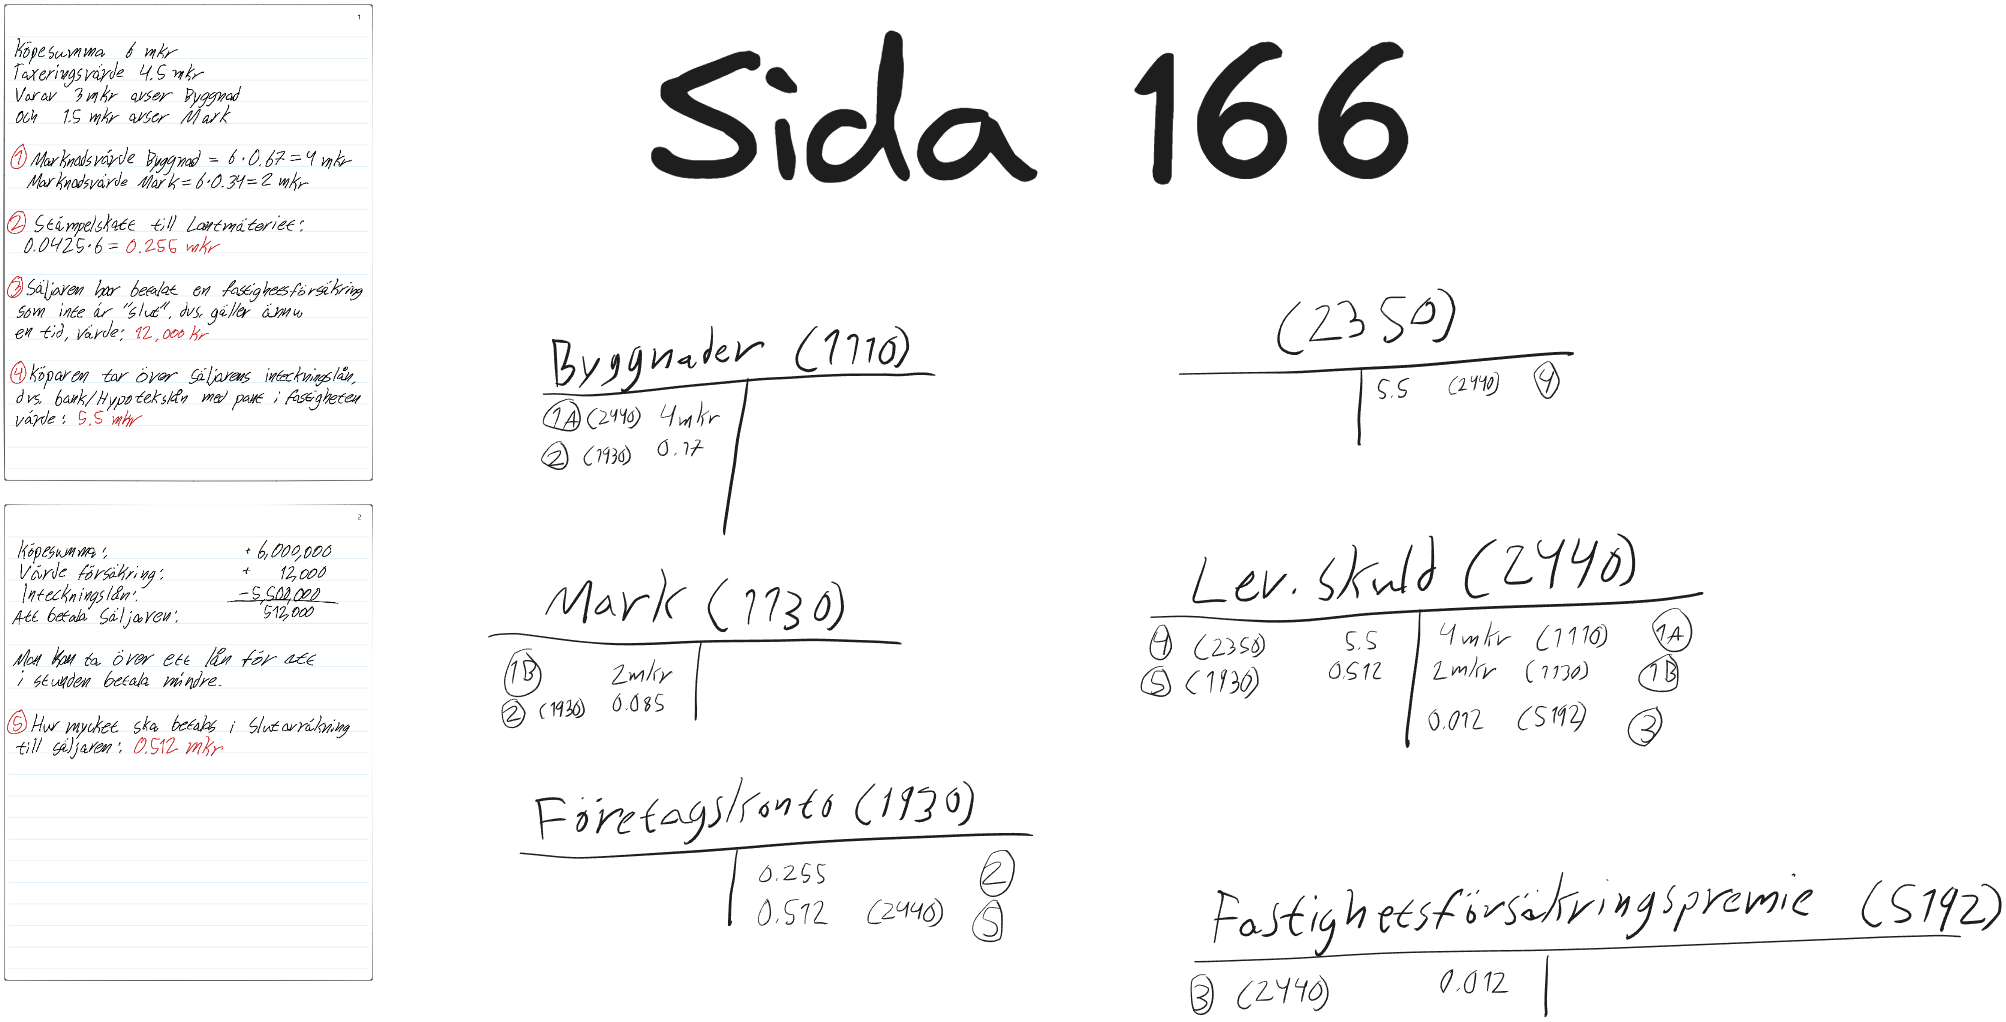 1
Köpesumma 6 mkr
Taxeringsvärde 4.5 mkr
Varav 3 mkr avser Byggnad
och 1.5 mkr avser Mark
1 Marknadsvärde Byggnad = 6·0.67 = 4 mkr
Marknadsvärde Mark = 6·0.34 = 2 mkr
2 Stämpelskatt till Lantmäteriet:
0.0425·6 = 0.255 mkr
3 Säljaren har betalat en fastighetsförsäkring
som inte är "slut", dvs. gäller ännu
en tid, värde: 12,000 kr
4 Köparen tar över säljarens inteckningslån,
dvs. bank/Hypotekslån med pant i fastigheten
värde: 5.5 mkr
2
Köpesumma: + 6,000,000
Värde försäkring: + 12,000
Inteckningslån: -5,500,000
Att betala säljaren: 512,000
Man kan ta över ett lån för att
i stunden betala mindre.
5 Hur mycket ska betalas i slutavräkning
till säljaren: 0.512 mkr
Sida 166
Byggnader (1110)
1A (2440) 4 mkr
2 (1930) 0.17
(2350)
5.5 (2440) 4
Mark (1130)
1B 2 mkr
2 (1930) 0.085
Lev. skuld (2440)
4 (2350) 5.5 4 mkr (1110) 1A
5 (1930) 0.512 2 mkr (1130) 1B
0.012 (5192) 3
Företagskonto (1930)
0.255 2
0.512 (2440) 5
Fastighetsförsäkringspremie (5192)
3 (2440) 0.012